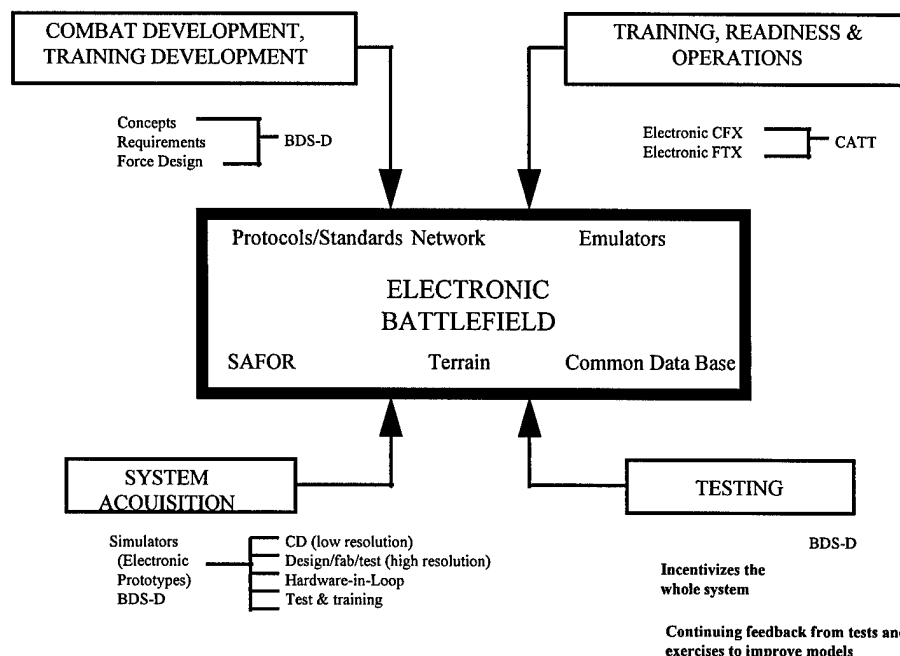 COMBAT DEVELOPMENT,
TRAINING DEVELOPMENT
TRAINING, READINESS &
OPERATIONS
Concepts
Requirements
Force Design
BDS-D
Electronic CFX
Electronic FTX
CATT
Protocols/Standards Network
Emulators
ELECTRONIC
BATTLEFIELD
SAFOR
Terrain
Common Data Base
SYSTEM
ACQUISITION
TESTING
Simulators
(Electronic
Prototypes)
BDS-D
CD (low resolution)
Design/fab/test (high resolution)
Hardware-in-Loop
Test & training
BDS-D
Incentivizes the
whole system
Continuing feedback from tests and
exercises to improve models